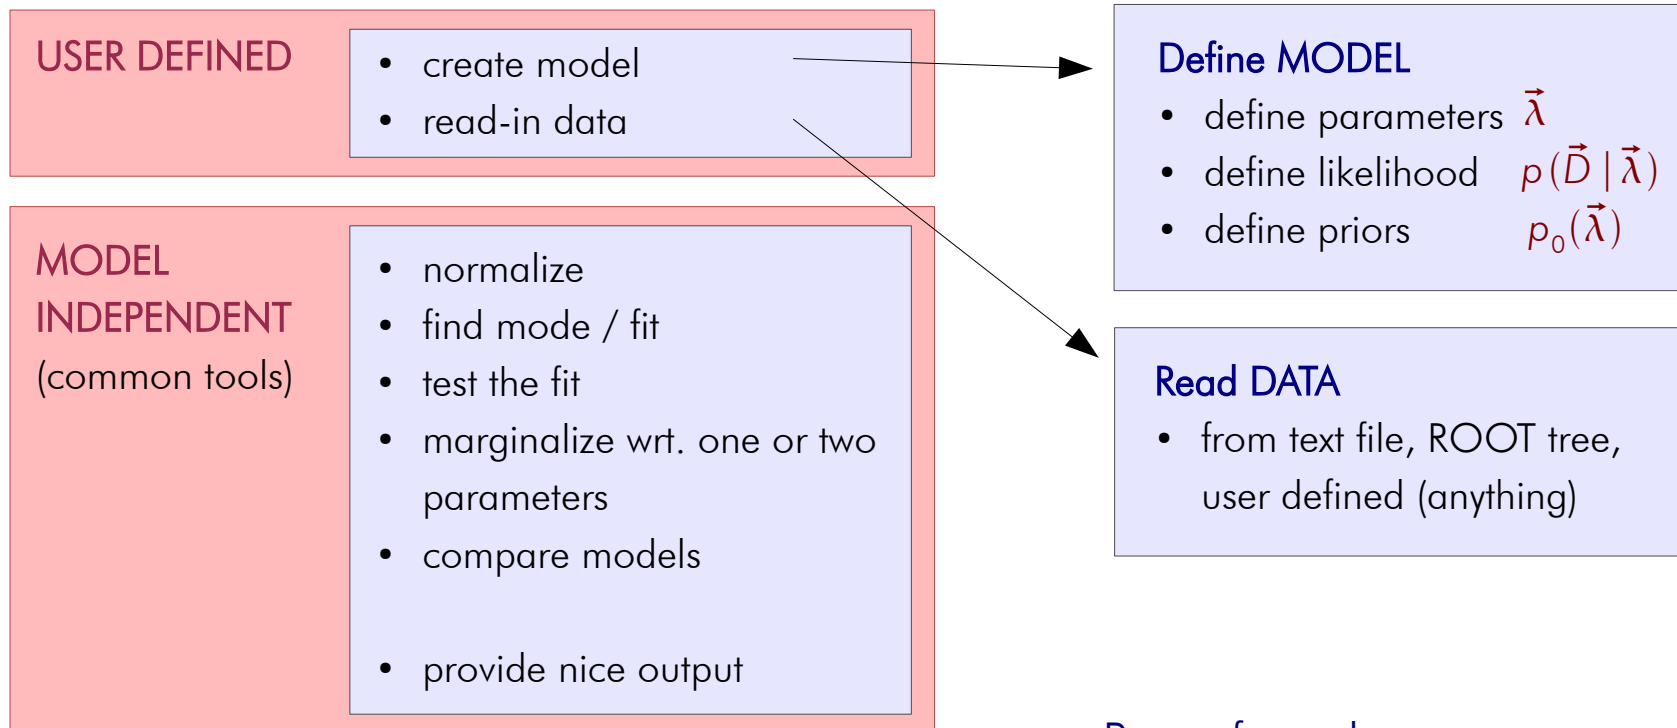 USER DEFINED
• create model
• read-in data
MODEL
INDEPENDENT
(common tools)
• normalize
• find mode / fit
• test the fit
• marginalize wrt. one or two
parameters
• compare models
• provide nice output
Define MODEL
• define parameters λ⃗
• define likelihood p(D⃗ | λ⃗)
• define priors p₀(λ⃗)
Read DATA
• from text file, ROOT tree,
user defined (anything)